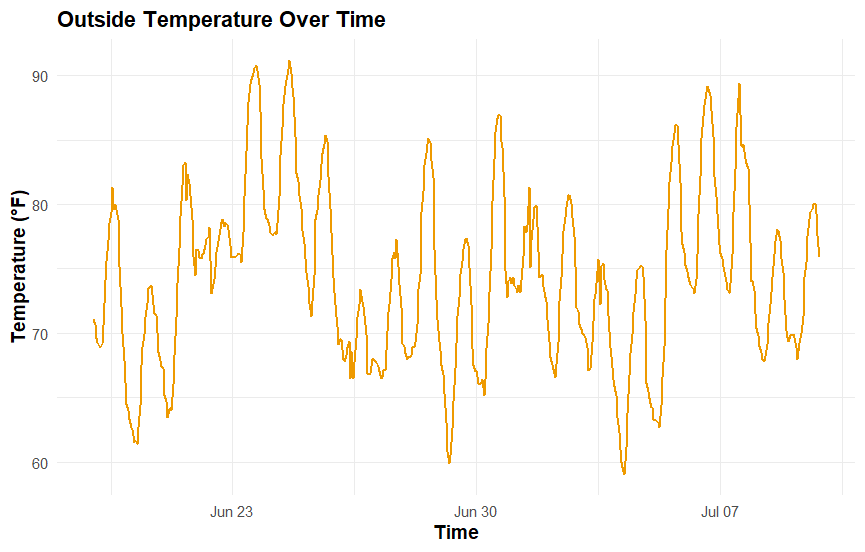 Outside Temperature Over Time
Temperature (°F)
90
80
70
60
Jun 23
Jun 30
Jul 07
Time